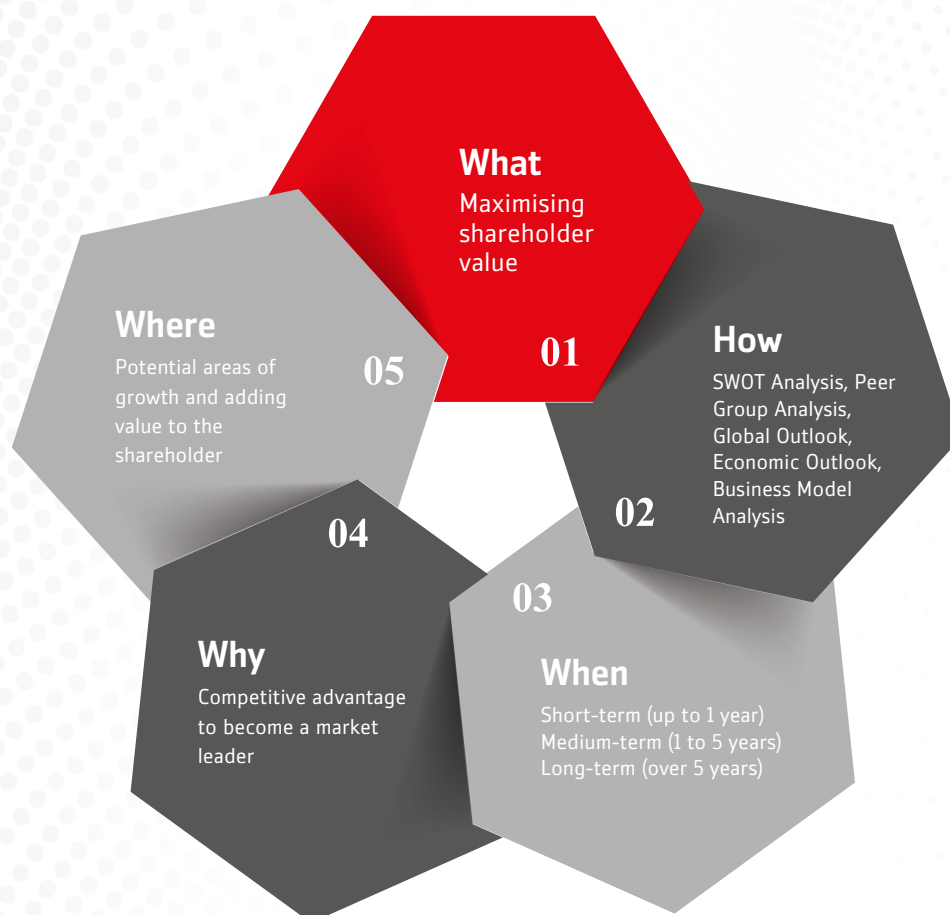 What
Maximising
shareholder
value
01
How
SWOT Analysis, Peer
Group Analysis,
Global Outlook,
Economic Outlook,
Business Model
Analysis
02
03
When
Short-term (up to 1 year)
Medium-term (1 to 5 years)
Long-term (over 5 years)
04
Why
Competitive advantage
to become a market
leader
Where
Potential areas of
growth and adding
value to the
shareholder
05